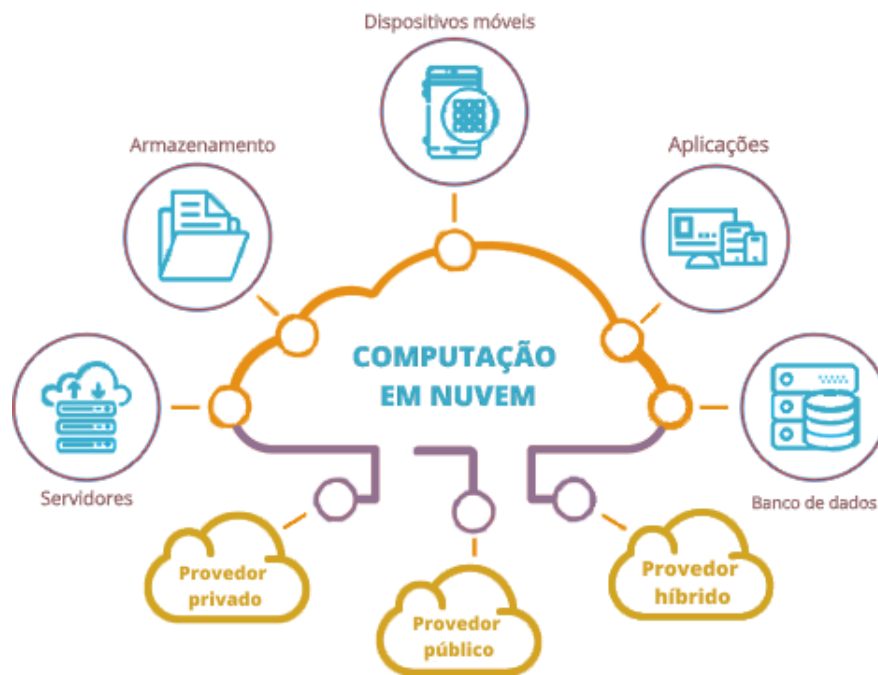 Dispositivos móveis
Armazenamento
Aplicações
COMPUTAÇÃO
EM NUVEM
Servidores
Banco de dados
Provedor
privado
Provedor
público
Provedor
híbrido